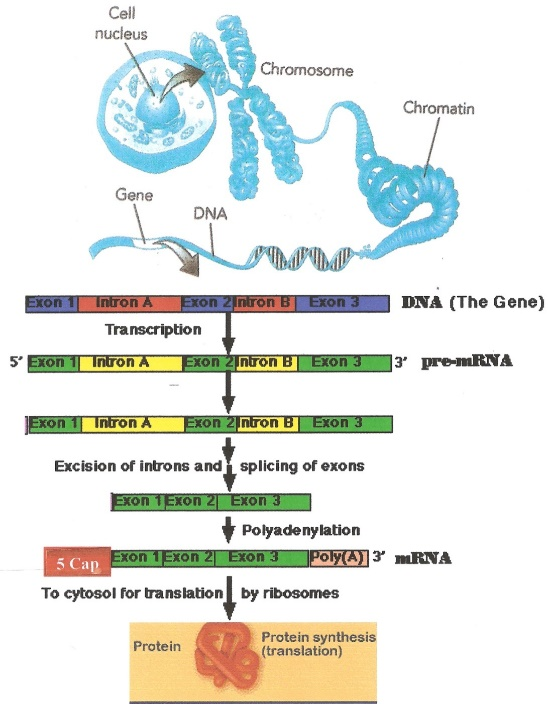 Cell
nucleus
Chromosome
Chromatin
Gene
DNA
Exon 1 Intron A Exon 2 Intron B Exon 3 DNA (The Gene)
Transcription
5' Exon 1 Intron A Exon 2 Intron B Exon 3 3' pre-mRNA
Exon 1 Intron A Exon 2 Intron B Exon 3
Excision of introns and splicing of exons
Exon 1 Exon 2 Exon 3
Polyadenylation
5 Cap Exon 1 Exon 2 Exon 3 Poly(A) 3' mRNA
To cytosol for translation by ribosomes
Protein
Protein synthesis
(translation)